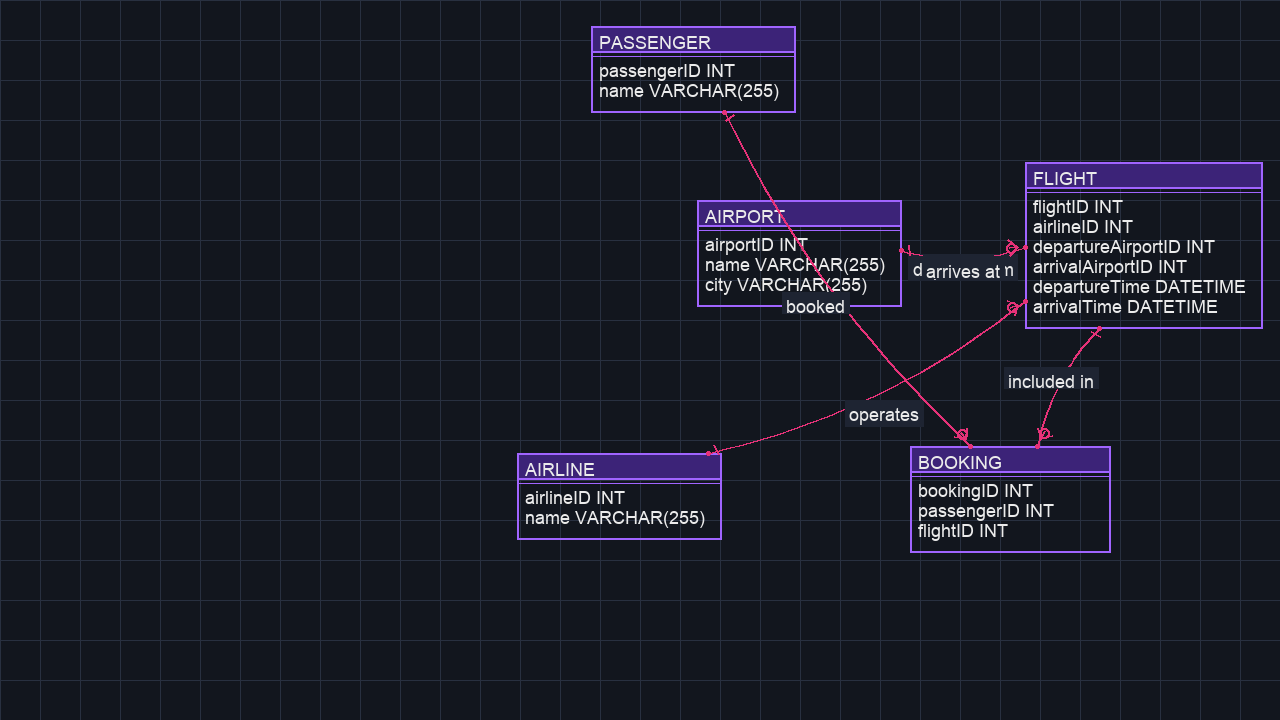 PASSENGER
passengerID INT
name VARCHAR(255)
AIRPORT
airportID INT
name VARCHAR(255)
city VARCHAR(255)
FLIGHT
flightID INT
airlineID INT
departureAirportID INT
arrivalAirportID INT
departureTime DATETIME
arrivalTime DATETIME
arrives at
booked
included in
operates
AIRLINE
airlineID INT
name VARCHAR(255)
BOOKING
bookingID INT
passengerID INT
flightID INT